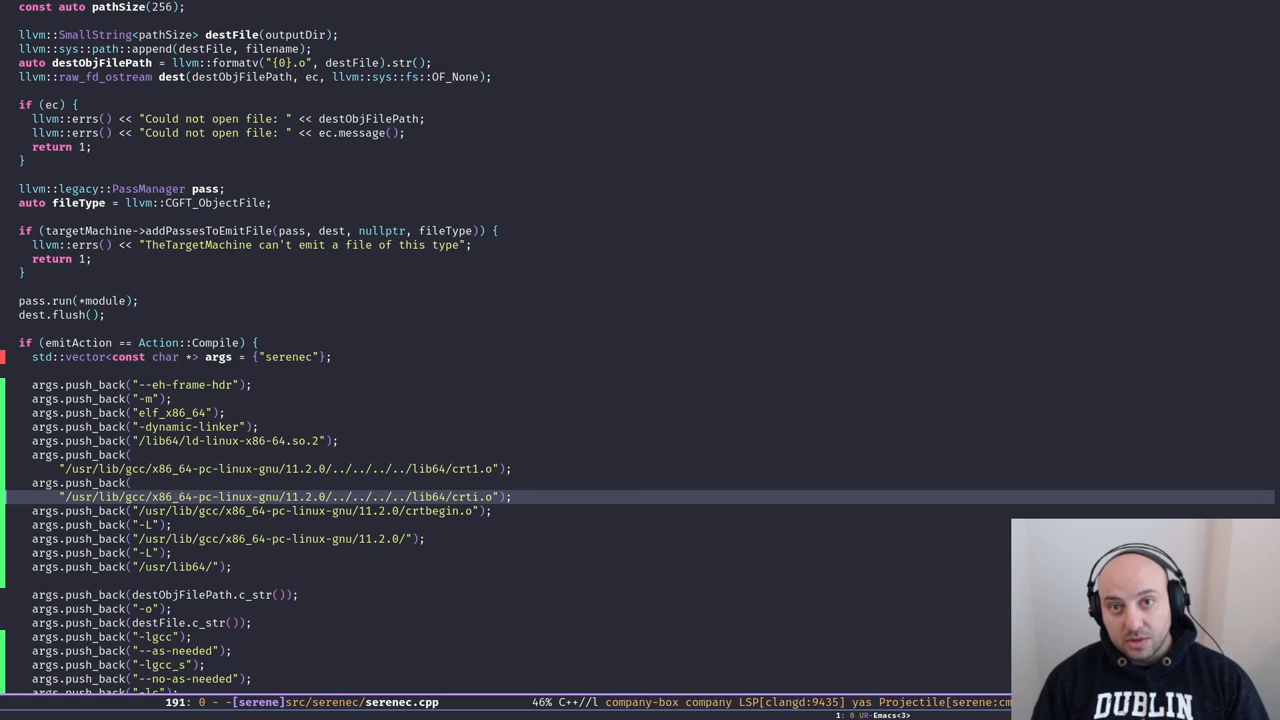 const auto pathSize(256);
llvm::SmallString<pathSize> destFile(outputDir);
llvm::sys::path::append(destFile, filename);
auto destObjFilePath = llvm::formatv("{0}.o", destFile).str();
llvm::raw_fd_ostream dest(destObjFilePath, ec, llvm::sys::fs::OF_None);
if (ec) {
llvm::errs() << "Could not open file: " << destObjFilePath;
llvm::errs() << "Could not open file: " << ec.message();
return 1;
}
llvm::legacy::PassManager pass;
auto fileType = llvm::CGFT_ObjectFile;
if (targetMachine->addPassesToEmitFile(pass, dest, nullptr, fileType)) {
llvm::errs() << "TheTargetMachine can't emit a file of this type";
return 1;
}
pass.run(*module);
dest.flush();
if (emitAction == Action::Compile) {
std::vector<const char *> args = {"serenec"};
args.push_back("--eh-frame-hdr");
args.push_back("-m");
args.push_back("elf_x86_64");
args.push_back("-dynamic-linker");
args.push_back("/lib64/ld-linux-x86-64.so.2");
args.push_back(
"/usr/lib/gcc/x86_64-pc-linux-gnu/11.2.0/../../../../lib64/crt1.o");
args.push_back(
"/usr/lib/gcc/x86_64-pc-linux-gnu/11.2.0/../../../../lib64/crti.o");
args.push_back("/usr/lib/gcc/x86_64-pc-linux-gnu/11.2.0/crtbegin.o");
args.push_back("-L");
args.push_back("/usr/lib/gcc/x86_64-pc-linux-gnu/11.2.0/");
args.push_back("-L");
args.push_back("/usr/lib64/");
args.push_back(destObjFilePath.c_str());
args.push_back("-o");
args.push_back(destFile.c_str());
args.push_back("-lgcc");
args.push_back("--as-needed");
args.push_back("-lgcc_s");
args.push_back("--no-as-needed");
args.push_back("-lc");
191: 0 - -[serene]src/serenec/serenec.cpp 46% C++//l company-box company LSP[clangd:9435] yas Projectile[serene:cm
1: 0 UR-Emacs<3>
DUBLIN